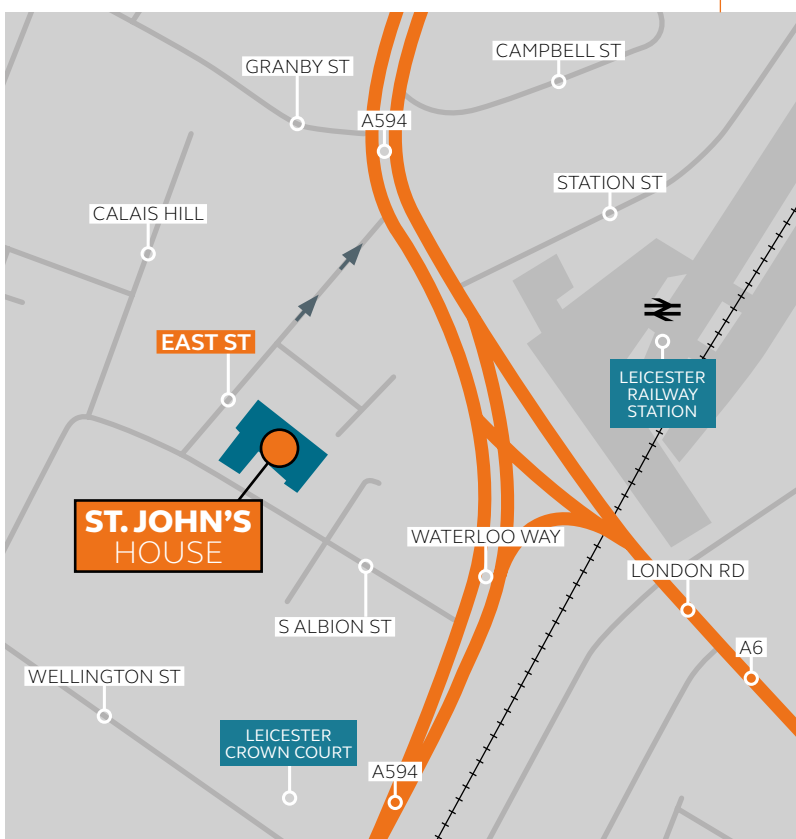 CAMPBELL ST
GRANBY ST
A594
STATION ST
CALAIS HILL
EAST ST
LEICESTER
RAILWAY
STATION
ST. JOHN'S
HOUSE
WATERLOO WAY
LONDON RD
S ALBION ST
A6
WELLINGTON ST
LEICESTER
CROWN COURT
A594